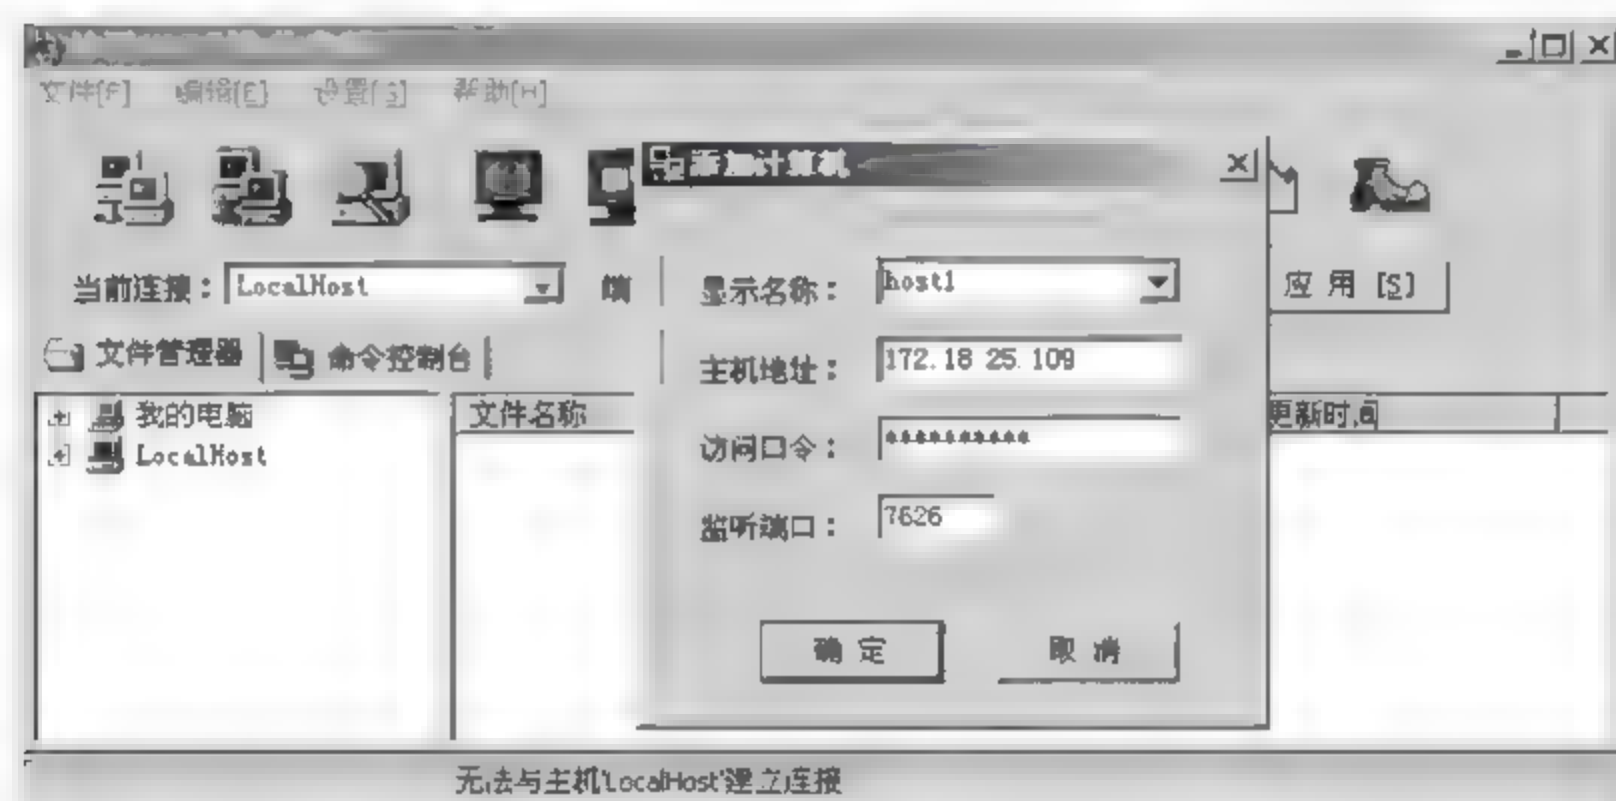 文件[F] 编辑[E] 设置[S] 帮助[H]
添加计算机
当前连接： LocalHost
显示名称： host1
应用 [S]
文件管理器 命令控制台
主机地址： 172.18 25.109
我的电脑
文件名称
更新时
LocalHost
访问口令： **********
监听端口： 7626
确定 取消
无法与主机'LocalHost'建立连接